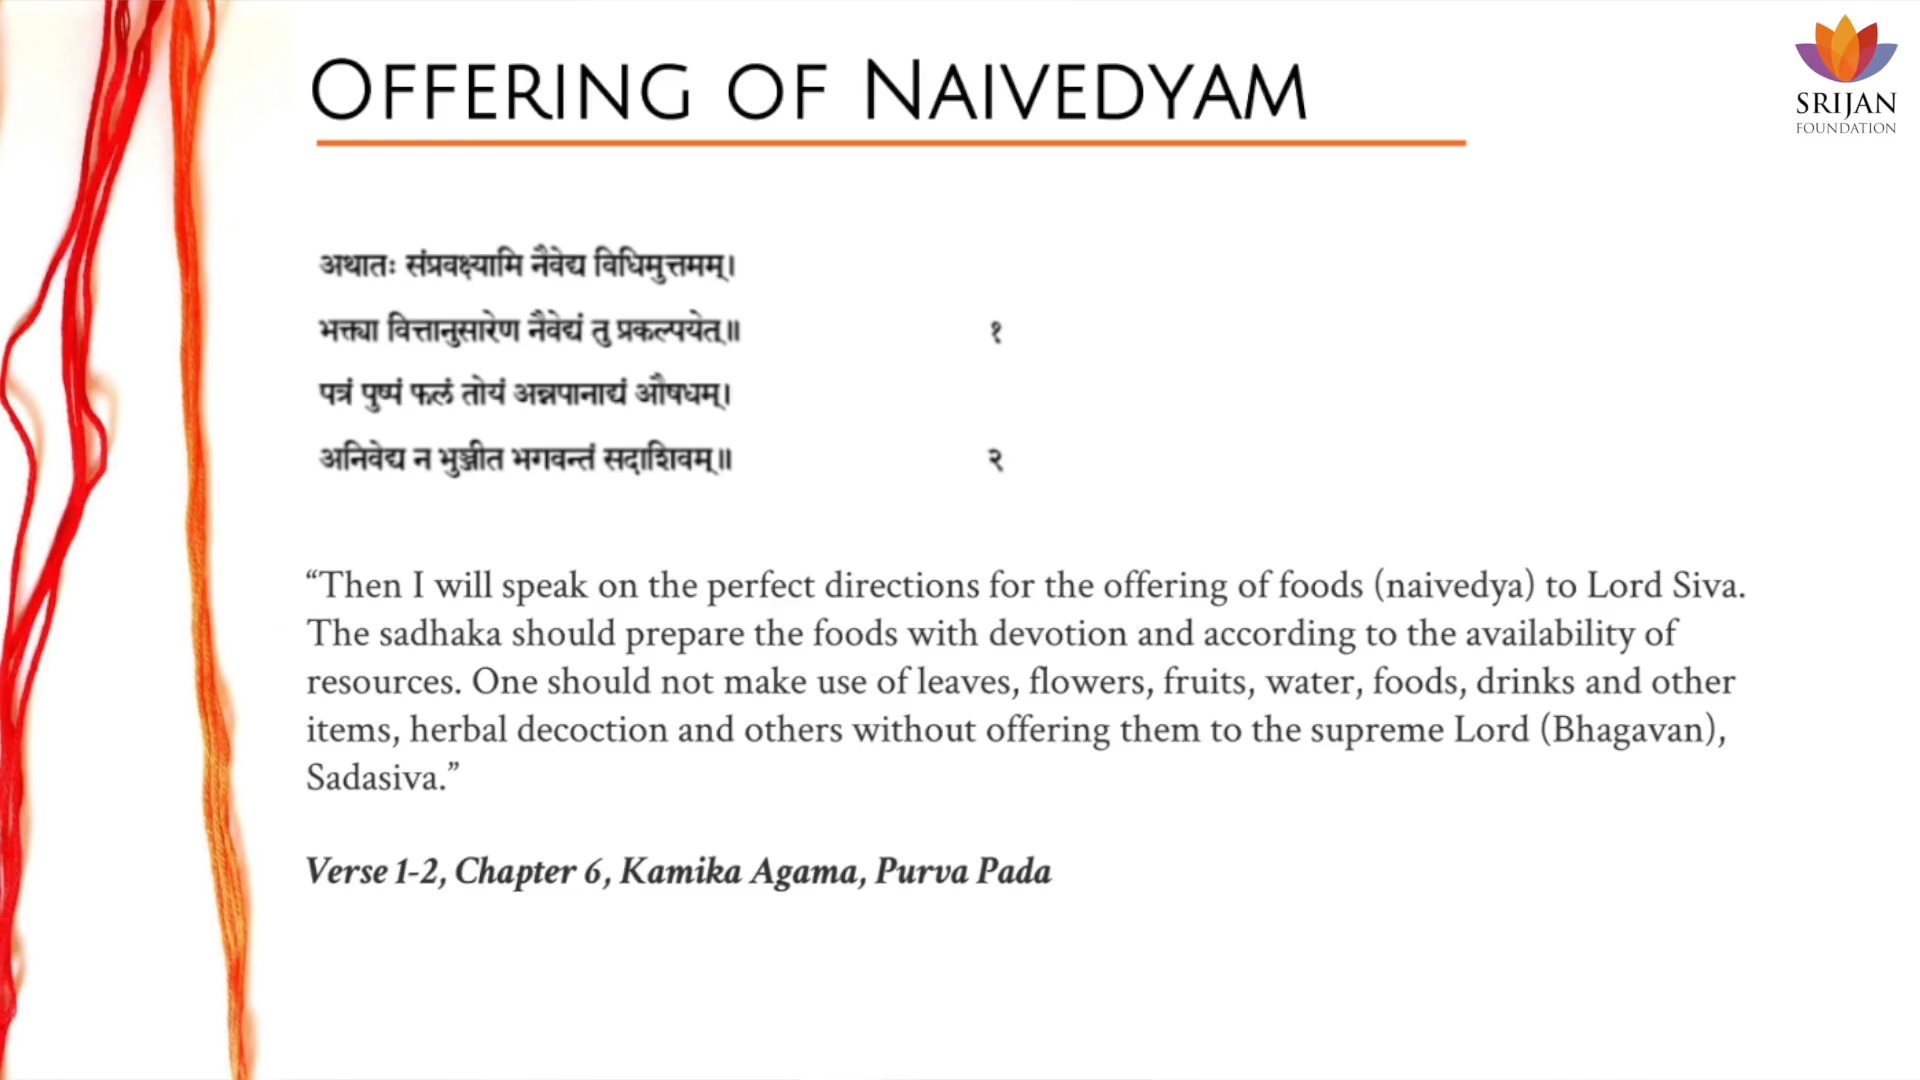 OFFERING OF NAIVEDYAM
SRIJAN
FOUNDATION
अथातः संप्रवक्ष्यामि नैवेद्य विधिमुत्तमम्।
भक्त्या वित्तानुसारेण नैवेद्यं तु प्रकल्पयेत्॥ १
पत्रं पुष्पं फलं तोयं अन्नपानाद्यं औषधम्।
अनिवेद्य न भुञ्जीत भगवन्तं सदाशिवम्॥ २
“Then I will speak on the perfect directions for the offering of foods (naivedya) to Lord Siva.
The sadhaka should prepare the foods with devotion and according to the availability of
resources. One should not make use of leaves, flowers, fruits, water, foods, drinks and other
items, herbal decoction and others without offering them to the supreme Lord (Bhagavan),
Sadasiva.”
Verse 1-2, Chapter 6, Kamika Agama, Purva Pada